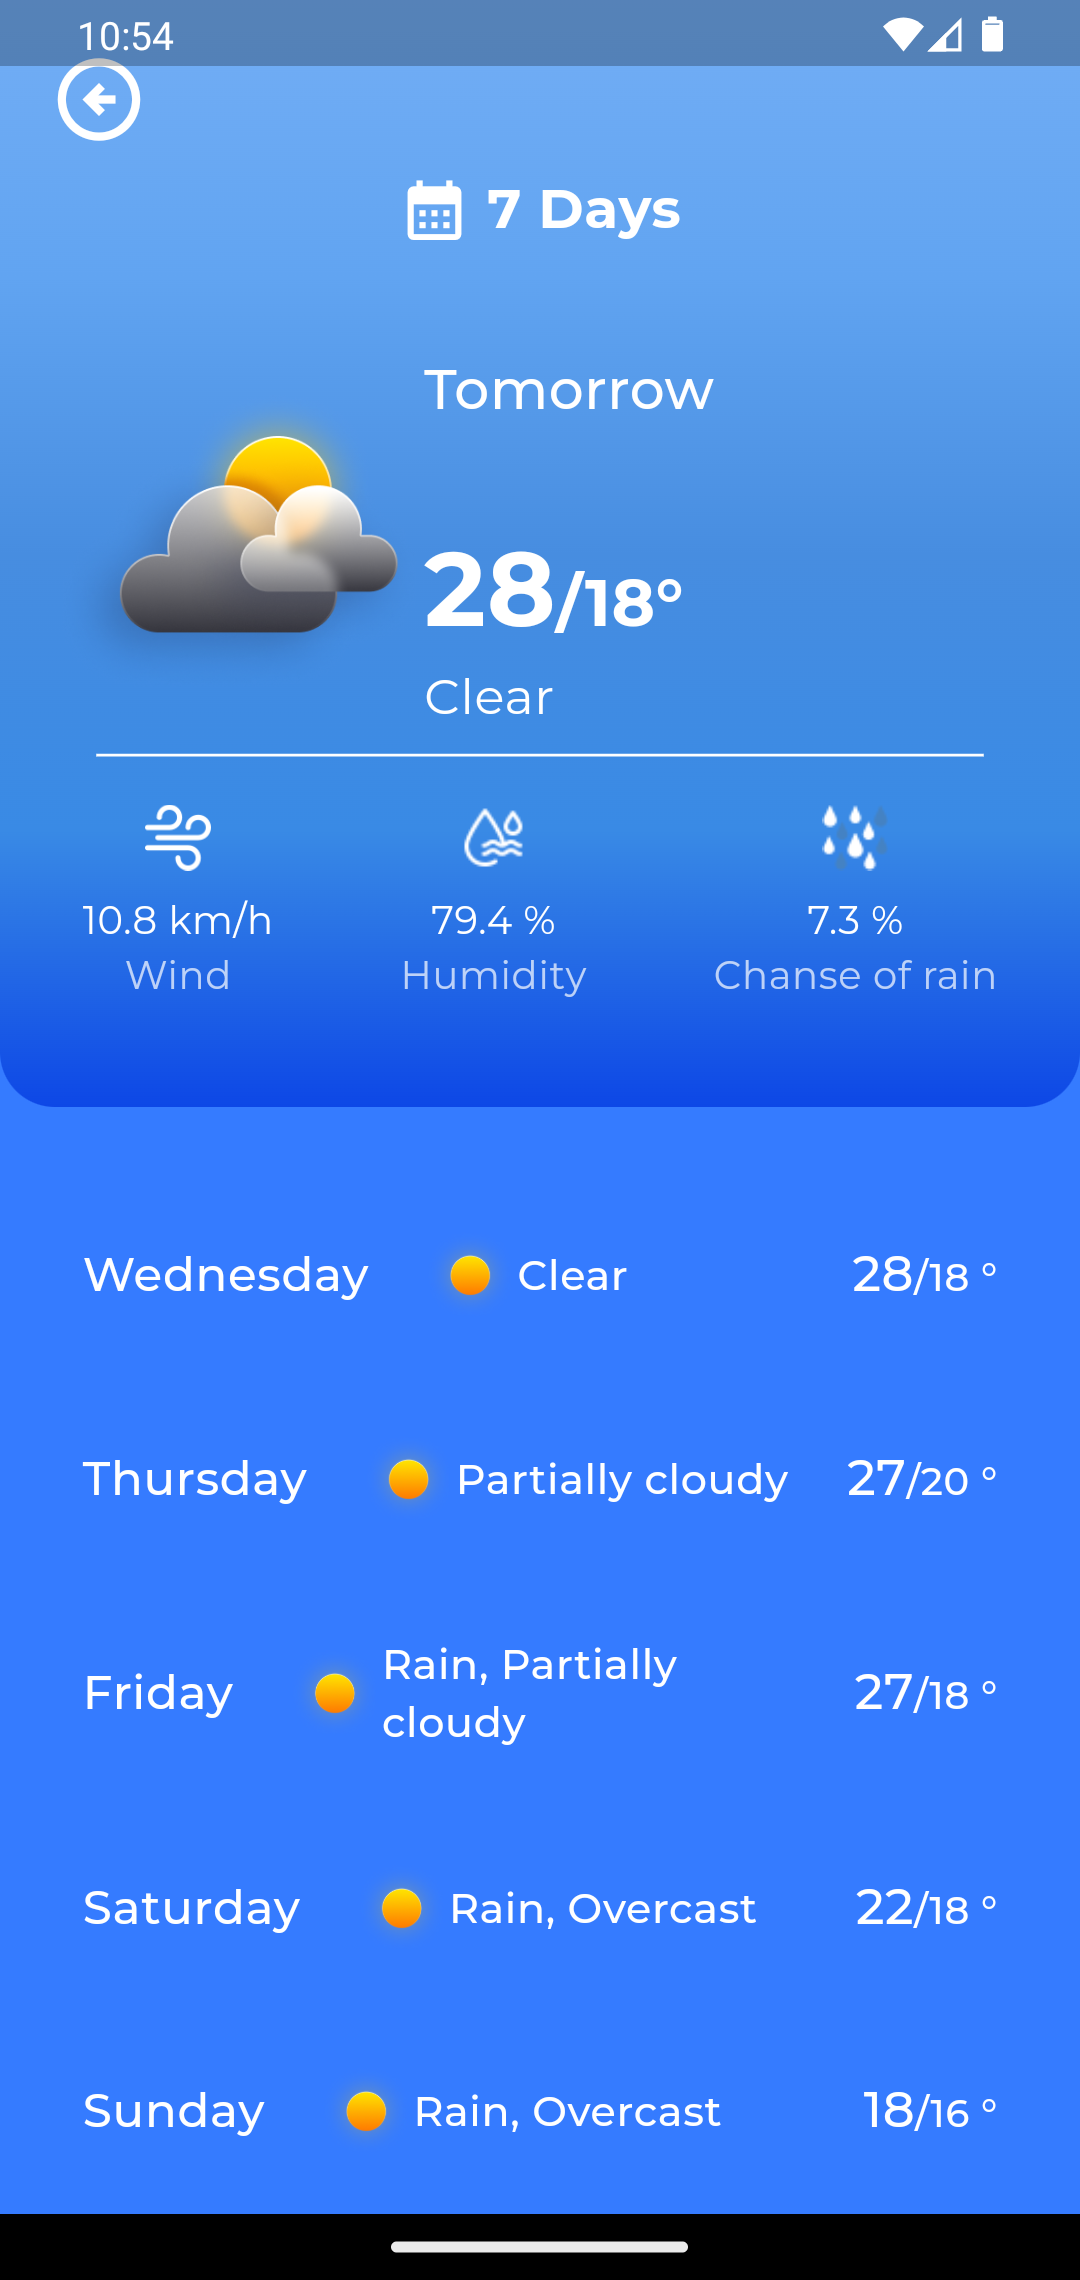 10:54
7 Days
Tomorrow
28/18°
Clear
10.8 km/h
79.4 %
7.3 %
Wind
Humidity
Chanse of rain
Wednesday Clear 28/18 °
Thursday Partially cloudy 27/20 °
Friday Rain, Partially cloudy 27/18 °
Saturday Rain, Overcast 22/18 °
Sunday Rain, Overcast 18/16 °